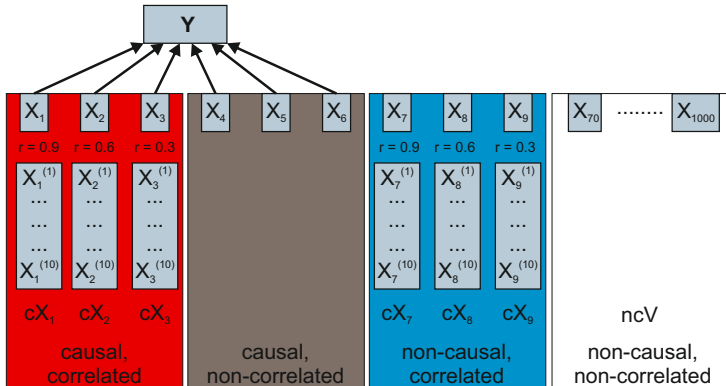 Y
X₁ X₂ X₃ X₄ X₅ X₆ X₇ X₈ X₉ X₇₀ ........ X₁₀₀₀
r = 0.9 r = 0.6 r = 0.3 r = 0.9 r = 0.6 r = 0.3
X₁⁽¹⁾ X₂⁽¹⁾ X₃⁽¹⁾ X₇⁽¹⁾ X₈⁽¹⁾ X₉⁽¹⁾
... ... ... ... ... ...
... ... ... ... ... ...
X₁⁽¹⁰⁾ X₂⁽¹⁰⁾ X₃⁽¹⁰⁾ X₇⁽¹⁰⁾ X₈⁽¹⁰⁾ X₉⁽¹⁰⁾
cX₁ cX₂ cX₃ cX₇ cX₈ cX₉ ncV
causal, causal, non-causal, non-causal,
correlated non-correlated correlated non-correlated